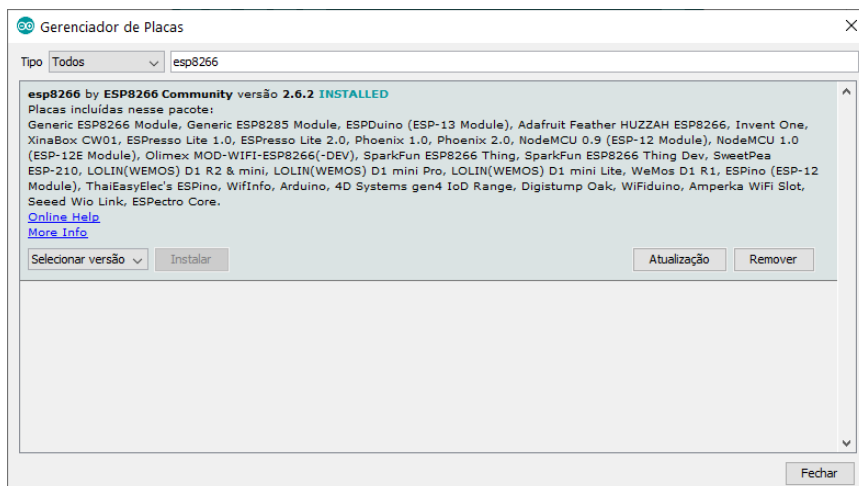 Gerenciador de Placas
Tipo Todos esp8266
esp8266 by ESP8266 Community versão 2.6.2 INSTALLED
Placas incluídas nesse pacote:
Generic ESP8266 Module, Generic ESP8285 Module, ESPDuino (ESP-13 Module), Adafruit Feather HUZZAH ESP8266, Invent One,
XinaBox CW01, ESPresso Lite 1.0, ESPresso Lite 2.0, Phoenix 1.0, Phoenix 2.0, NodeMCU 0.9 (ESP-12 Module), NodeMCU 1.0
(ESP-12E Module), Olimex MOD-WIFI-ESP8266(-DEV), SparkFun ESP8266 Thing, SparkFun ESP8266 Thing Dev, SweetPea
ESP-210, LOLIN(WEMOS) D1 R2 & mini, LOLIN(WEMOS) D1 mini Pro, LOLIN(WEMOS) D1 mini Lite, WeMos D1 R1, ESPino (ESP-12
Module), ThaiEasyElec's ESPino, WifInfo, Arduino, 4D Systems gen4 IoD Range, Digistump Oak, WiFiduino, Amperka WiFi Slot,
Seeed Wio Link, ESPectro Core.
Online Help
More Info
Selecionar versão Instalar Atualização Remover
Fechar